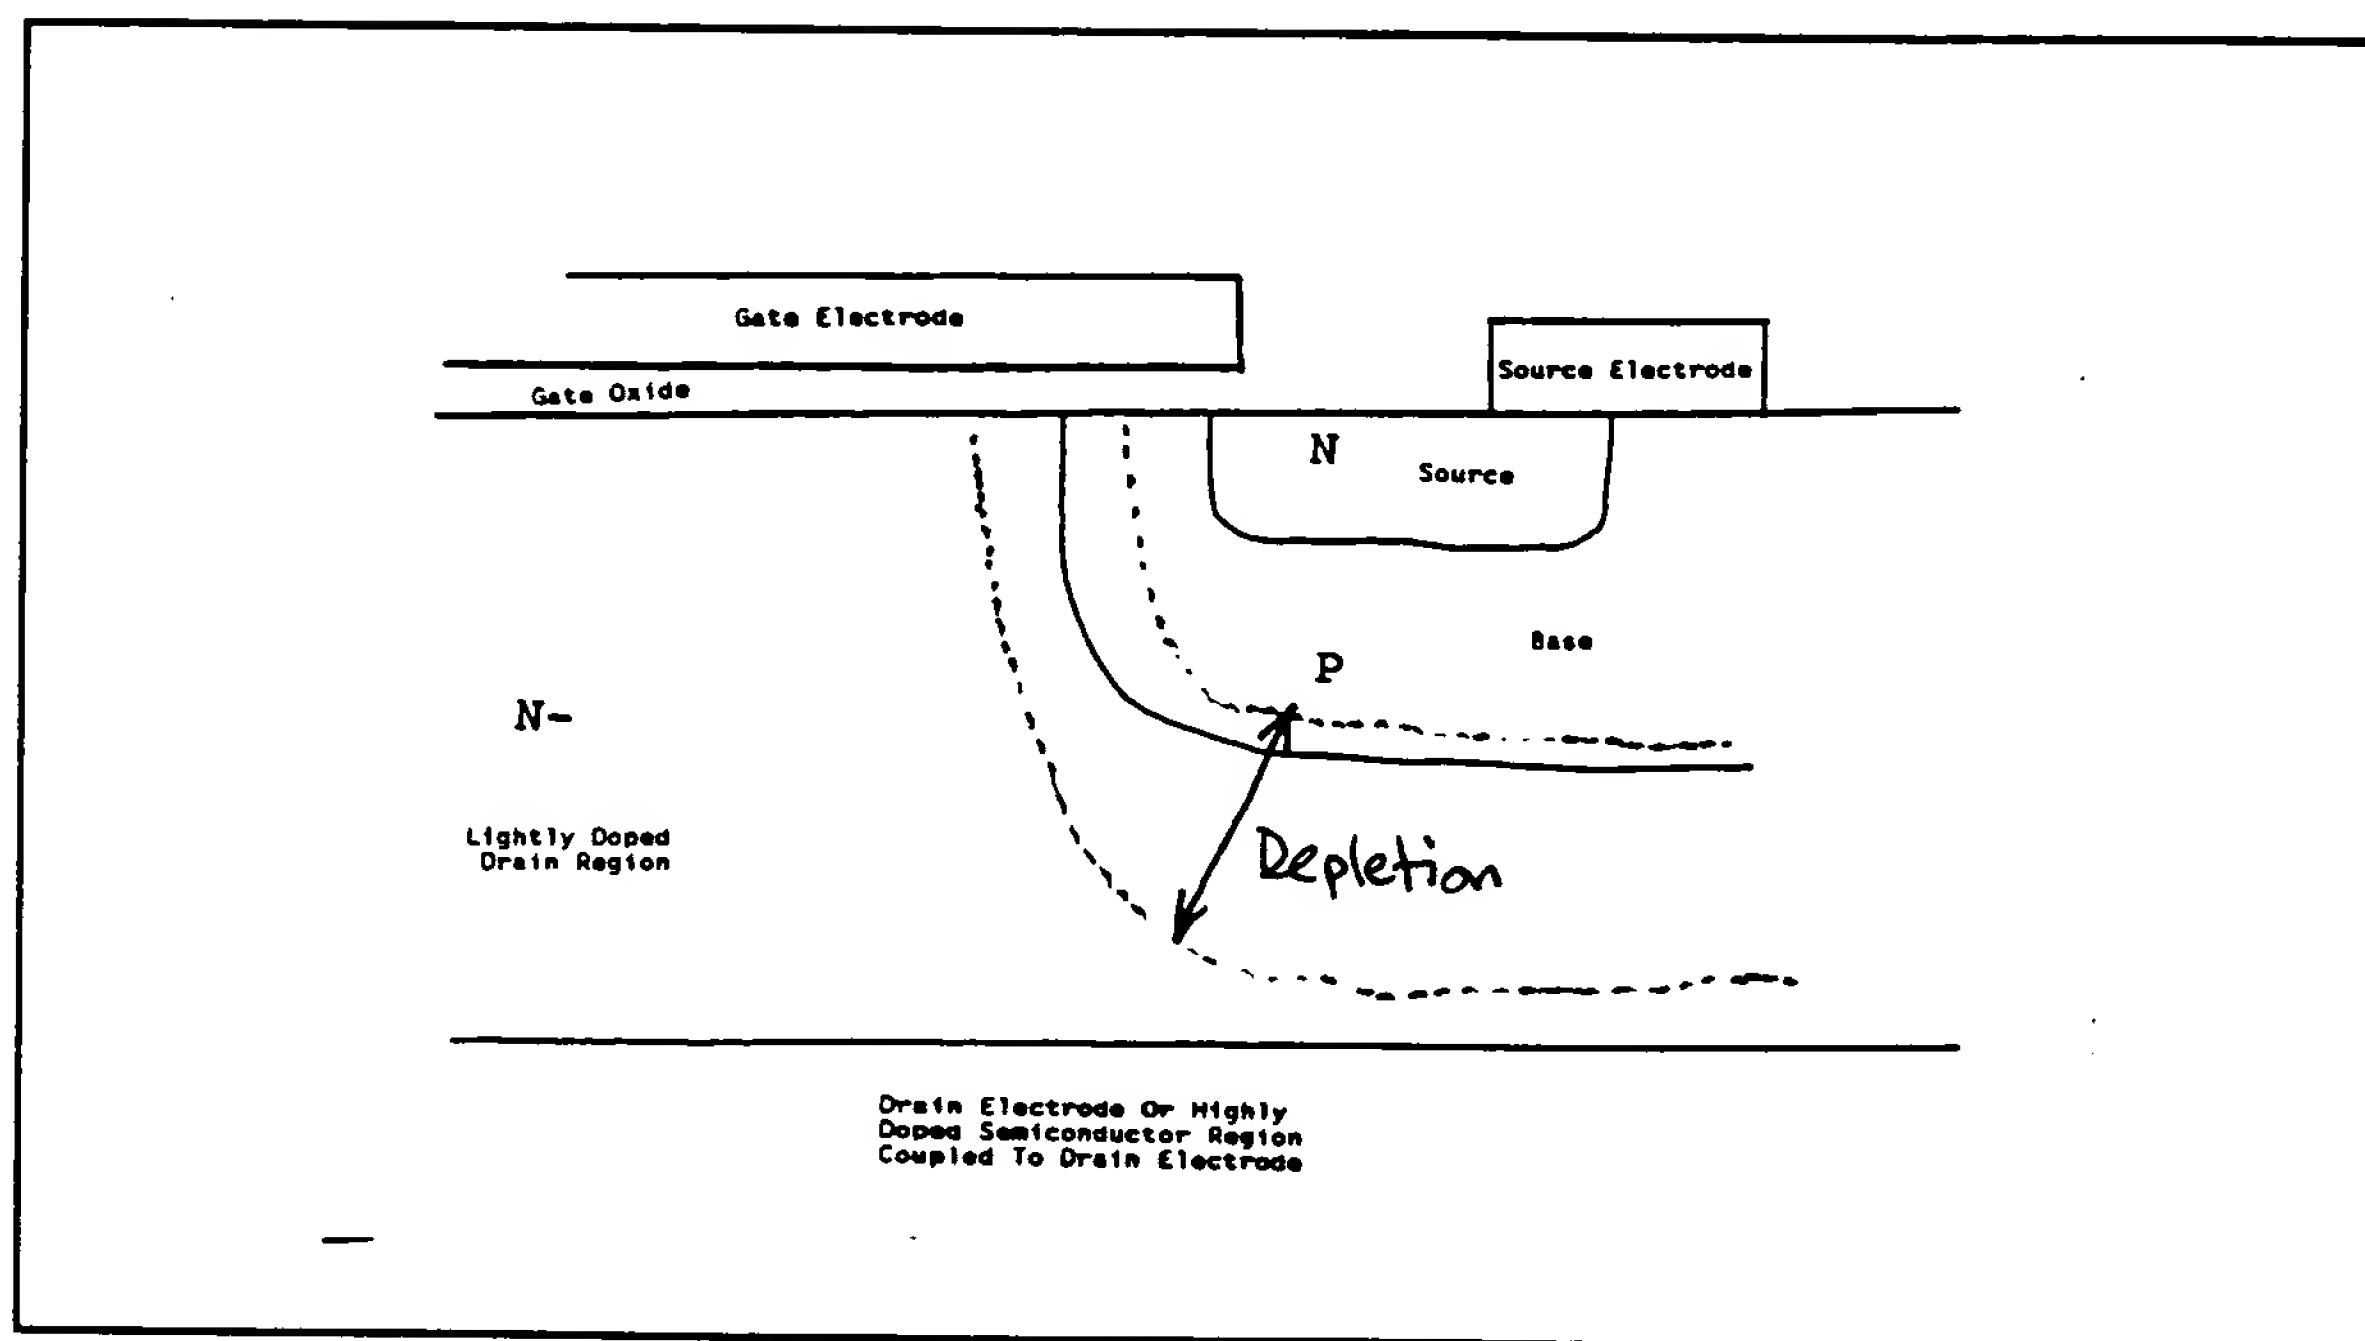 Gate Electrode
Gate Oxide
Source Electrode
N
Source
Base
P
N-
Lightly Doped
Drain Region
Depletion
Drain Electrode Or Highly
Doped Semiconductor Region
Coupled To Drain Electrode